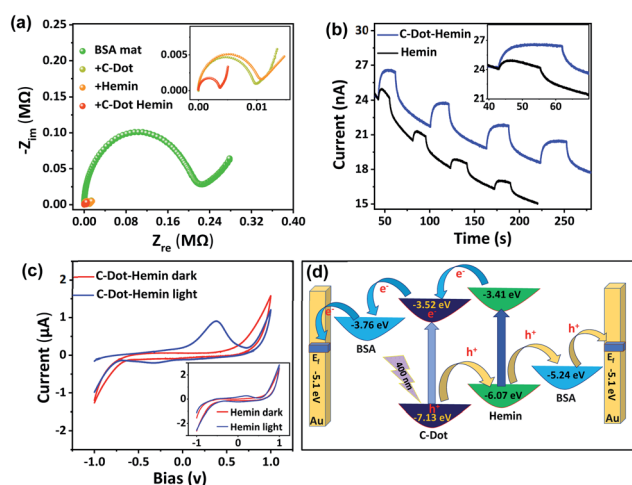 (a)
BSA mat
+C-Dot
+Hemin
+C-Dot Hemin
-Z_im (MΩ)
0.20
0.15
0.10
0.05
0.00
0.00 0.08 0.16 0.24 0.32 0.40
Z_re (MΩ)
0.005
0.000
0.00 0.01
(b)
C-Dot-Hemin
Hemin
Current (nA)
30
27
24
21
18
15
50 100 150 200 250
Time (s)
27
24
21
40 50 60 70
(c)
C-Dot-Hemin dark
C-Dot-Hemin light
Current (µA)
2
1
0
-1
-2
-1.0 -0.5 0.0 0.5 1.0
Bias (v)
2
0
-2
-1 0 1
Hemin dark
Hemin light
(d)
e-
e-
e-
-3.52 eV
e-
-3.41 eV
-3.76 eV
BSA
Ef
-5.1 eV
Au
400 nm
h+
-7.13 eV
C-Dot
h+
-6.07 eV
Hemin
h+
-5.24 eV
BSA
h+
Ef
-5.1 eV
Au